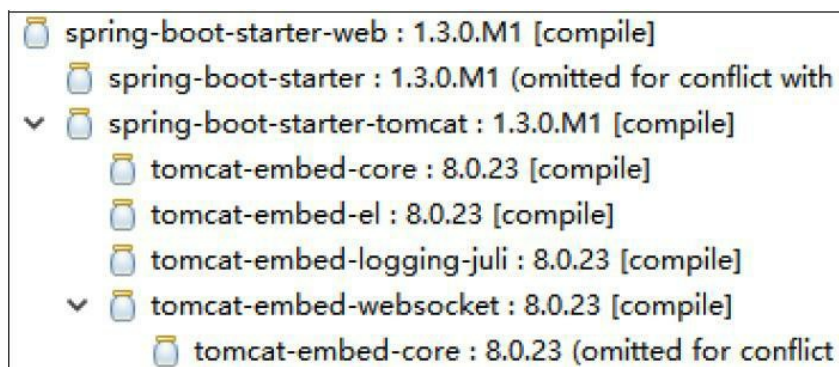 spring-boot-starter-web : 1.3.0.M1 [compile]
spring-boot-starter : 1.3.0.M1 (omitted for conflict with
spring-boot-starter-tomcat : 1.3.0.M1 [compile]
tomcat-embed-core : 8.0.23 [compile]
tomcat-embed-el : 8.0.23 [compile]
tomcat-embed-logging-juli : 8.0.23 [compile]
tomcat-embed-websocket : 8.0.23 [compile]
tomcat-embed-core : 8.0.23 (omitted for conflict